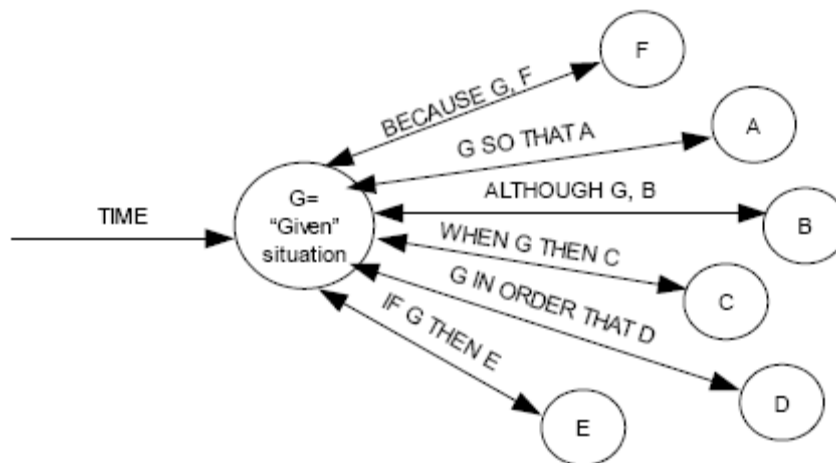 F
BECAUSE G, F
A
G SO THAT A
ALTHOUGH G, B
B
TIME
G=
“Given”
situation
WHEN G THEN C
C
G IN ORDER THAT D
D
IF G THEN E
E